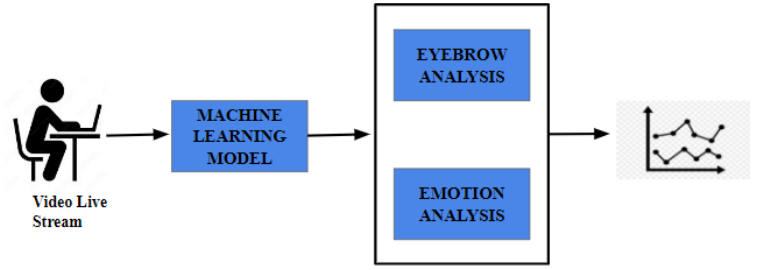 EYEBROW
ANALYSIS
MACHINE
LEARNING
MODEL
EMOTION
ANALYSIS
Video Live
Stream